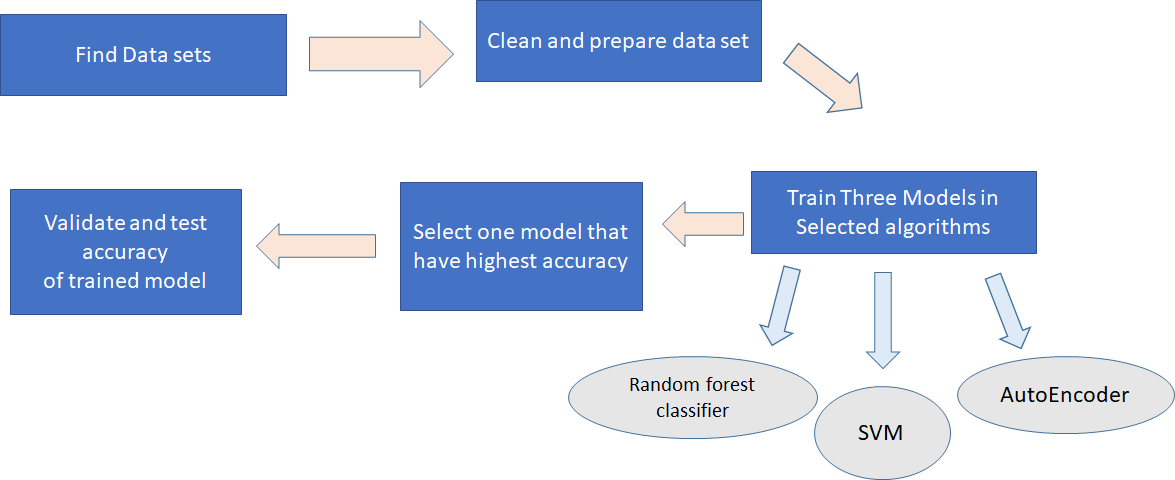 Find Data sets
Clean and prepare data set
Train Three Models in
Selected algorithms
Select one model that
have highest accuracy
Validate and test
accuracy
of trained model
Random forest
classifier
SVM
AutoEncoder